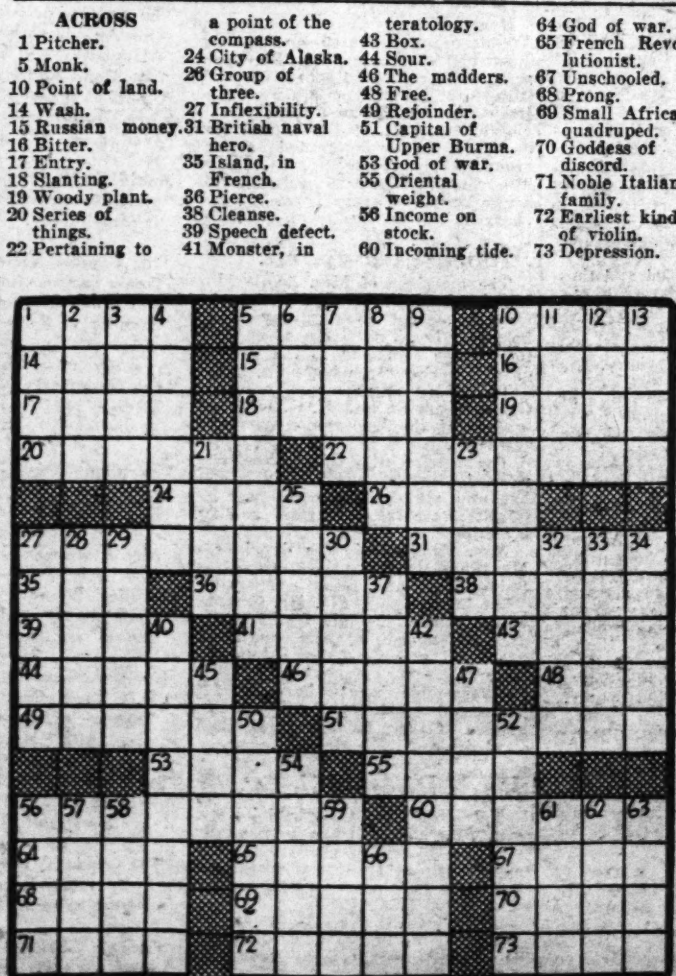 ACROSS
1 Pitcher.
5 Monk.
10 Point of land.
14 Wash.
15 Russian money.
16 Bitter.
17 Entry.
18 Slanting.
19 Woody plant.
20 Series of
things.
22 Pertaining to
a point of the
compass.
24 City of Alaska.
26 Group of
three.
27 Inflexibility.
31 British naval
hero.
35 Island, in
French.
36 Pierce.
38 Cleanse.
39 Speech defect.
41 Monster, in
teratology.
43 Box.
44 Sour.
46 The madders.
48 Free.
49 Rejoinder.
51 Capital of
Upper Burma.
53 God of war.
55 Oriental
weight.
56 Income on
stock.
60 Incoming tide.
64 God of war.
65 French Revo
lutionist.
67 Unschooled.
68 Prong.
69 Small Africa
quadruped.
70 Goddess of
discord.
71 Noble Italian
family.
72 Earliest kind
of violin.
73 Depression.
1 2 3 4 5 6 7 8 9 10 11 12 13
14 15 16
17 18 19
20 21 22 23
24 25 26
27 28 29 30 31 32 33 34
35 36 37 38
39 40 41 42 43
44 45 46 47 48
49 50 51 52
53 54 55
56 57 58 59 60 61 62 63
64 65 66 67
68 69 70
71 72 73